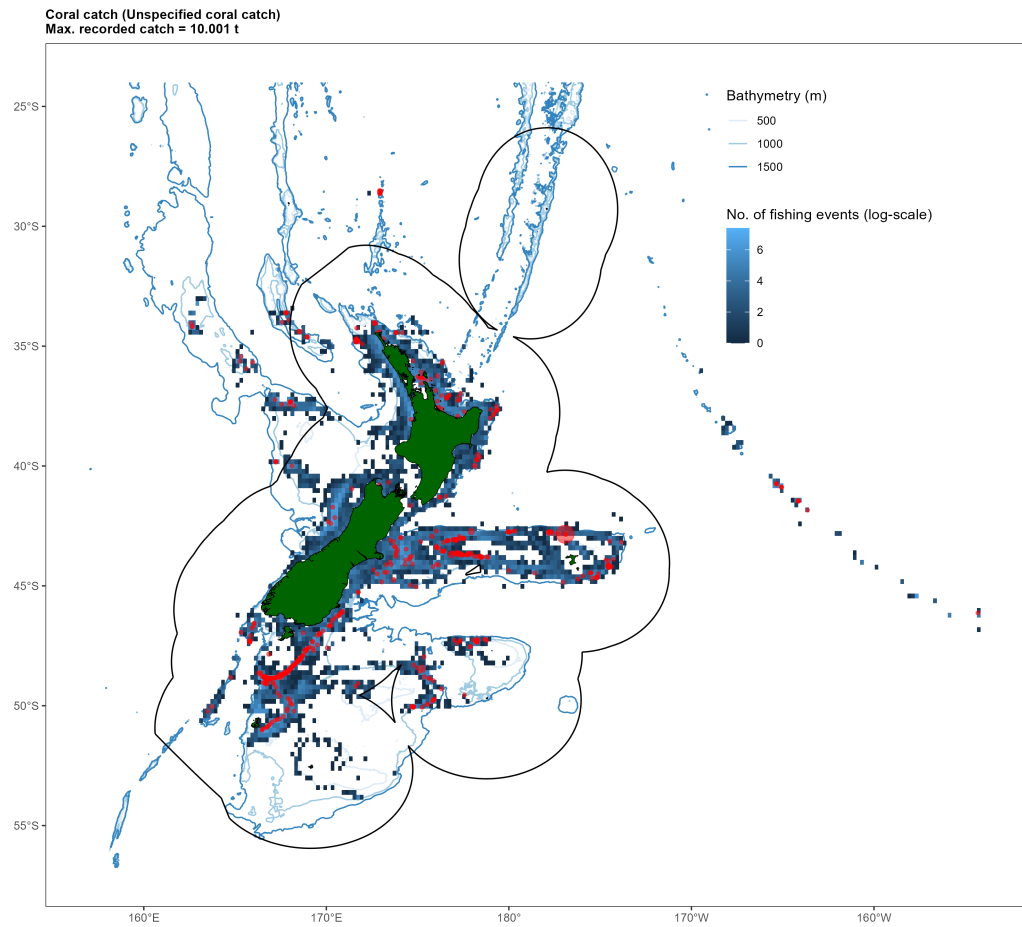 Coral catch (Unspecified coral catch)
Max. recorded catch = 10.001 t
Bathymetry (m)
500
1000
1500
No. of fishing events (log-scale)
6
4
2
0
25°S
30°S
35°S
40°S
45°S
50°S
55°S
160°E
170°E
180°
170°W
160°W